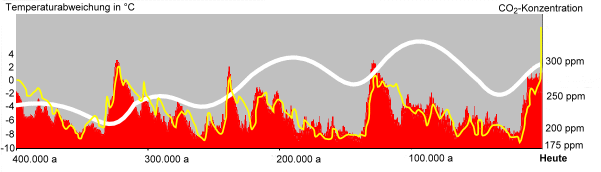 Temperaturabweichung in °C
CO₂-Konzentration
4
2
0
-2
-4
-6
-8
-10
300 ppm
250 ppm
200 ppm
175 ppm
400.000 a
300.000 a
200.000 a
100.000 a
Heute